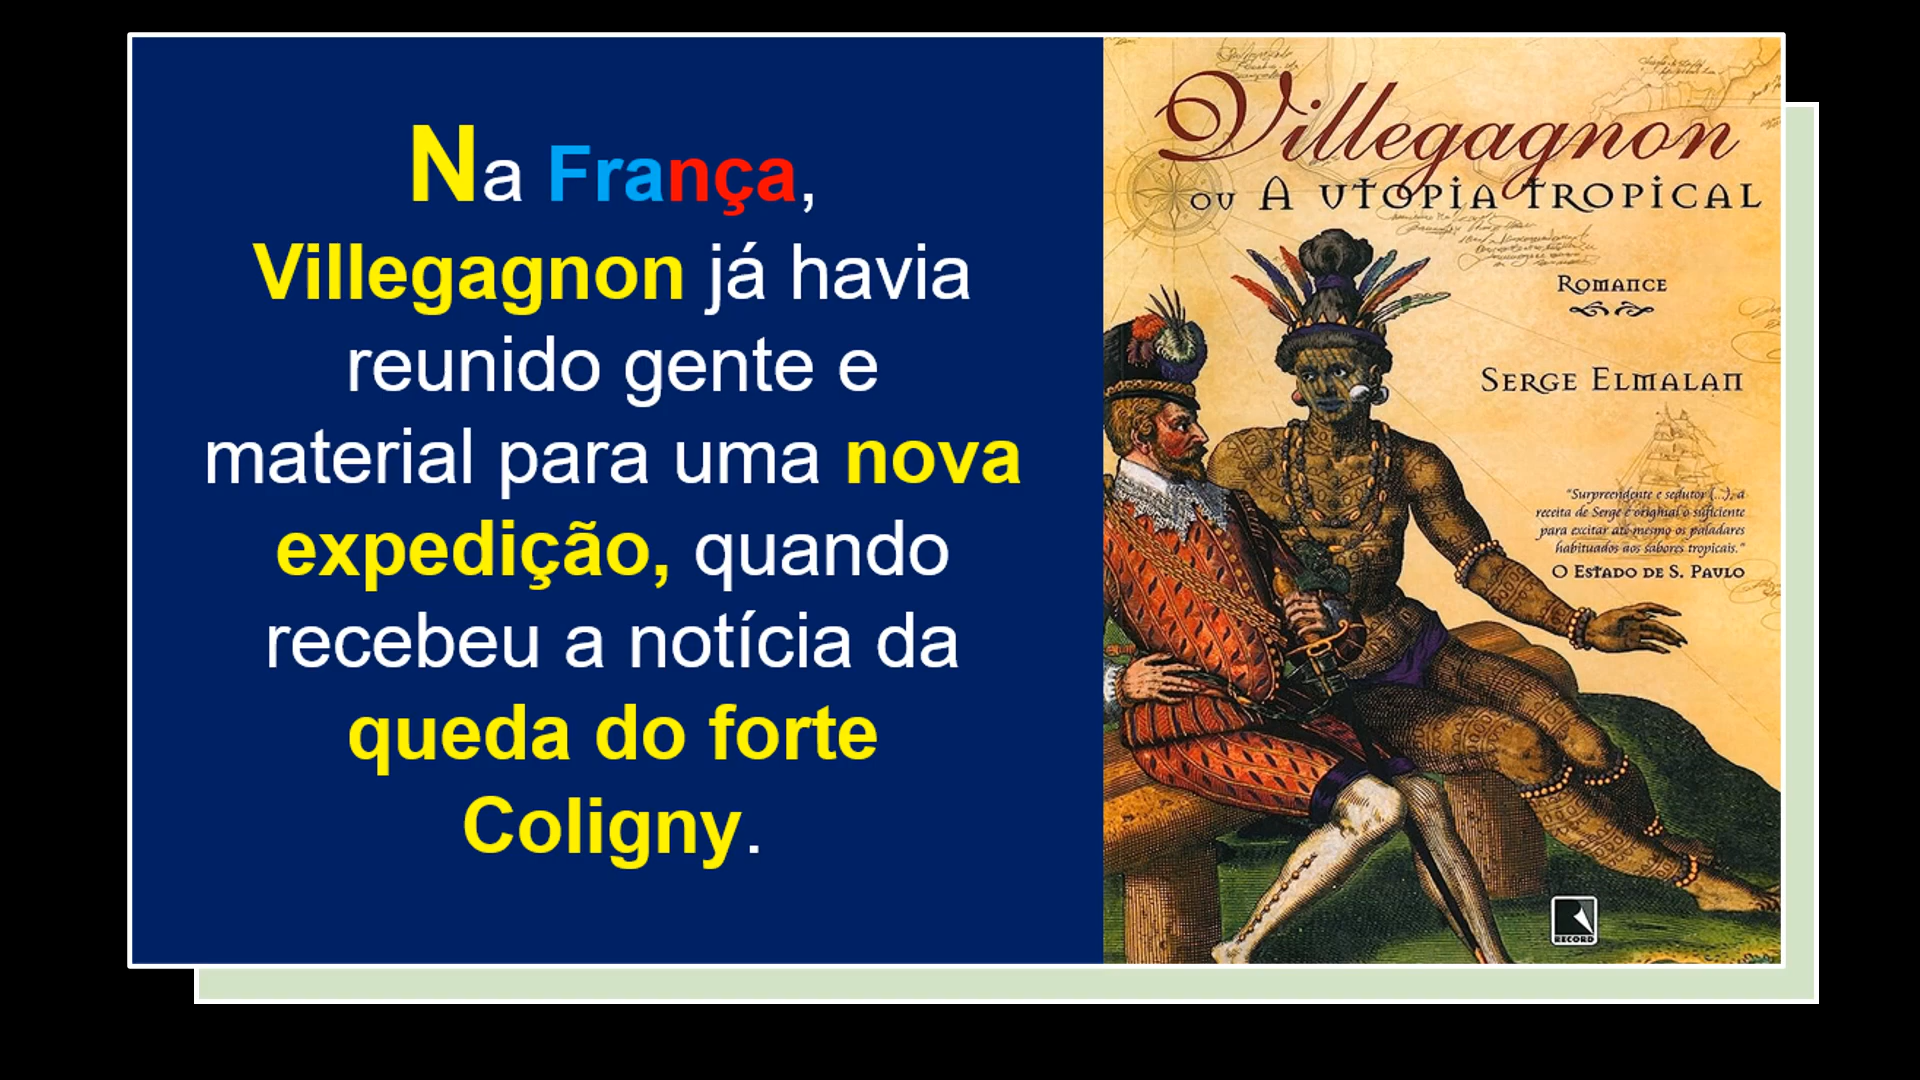 Na França,
Villegagnon já havia
reunido gente e
material para uma nova
expedição, quando
recebeu a notícia da
queda do forte
Coligny.
Villegagnon
ou A UTOPIA TROPICAL
ROMANCE
SERGE ELMALAN
"Surpreendente e sedutor (...), a
receita de Serge é original o suficiente
para excitar até mesmo os paladares
habituados aos sabores tropicais."
O ESTADO DE S. PAULO
RECORD